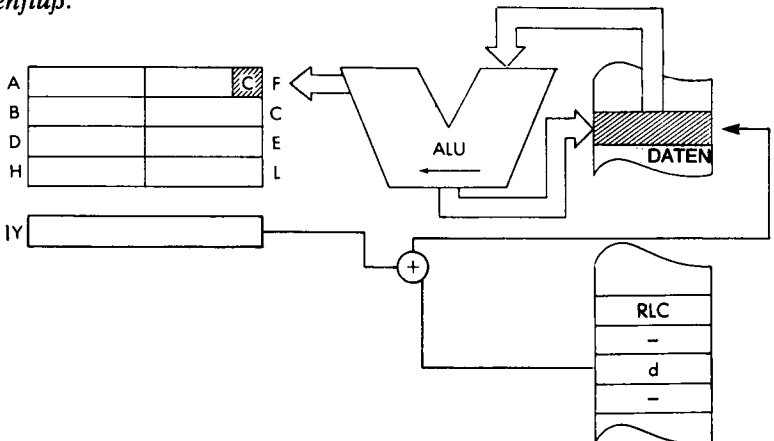 enfluß:
A C F
B C
D E
H L
ALU
DATEN
IY
+
RLC
–
d
–